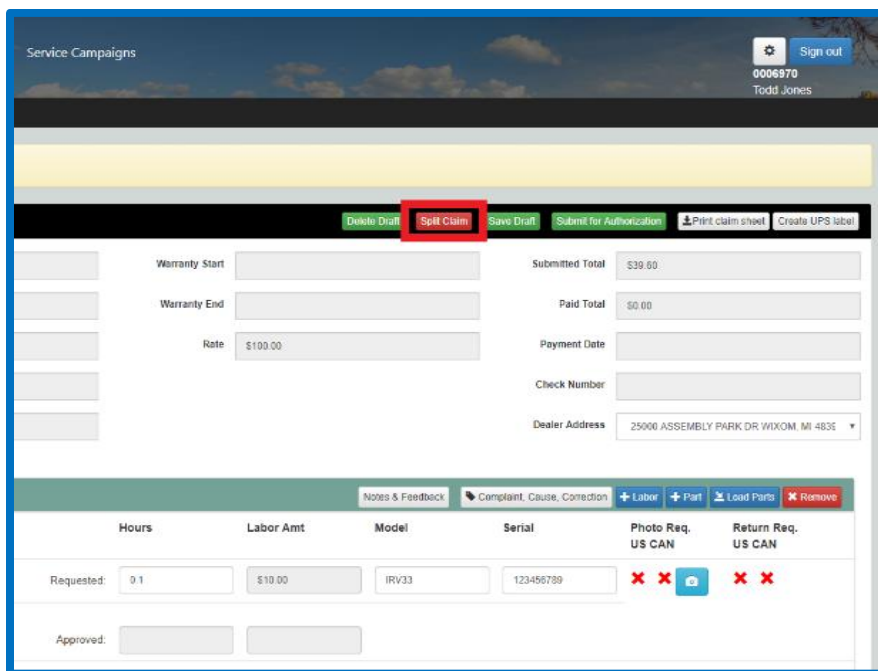 Service Campaigns
Sign out
0006970
Todd Jones
Delete Draft Split Claim Save Draft Submit for Authorization Print claim sheet Create UPS label
Warranty Start Submitted Total $39.60
Warranty End Paid Total $0.00
Rate $100.00 Payment Date
Check Number
Dealer Address 25000 ASSEMBLY PARK DR WIXOM, MI 4839
Notes & Feedback Complaint, Cause, Correction + Labor + Part Load Parts Remove
Hours Labor Amt Model Serial Photo Req. Return Req.
US CAN US CAN
Requested: 0.1 $10.00 IRV33 123456789
Approved: